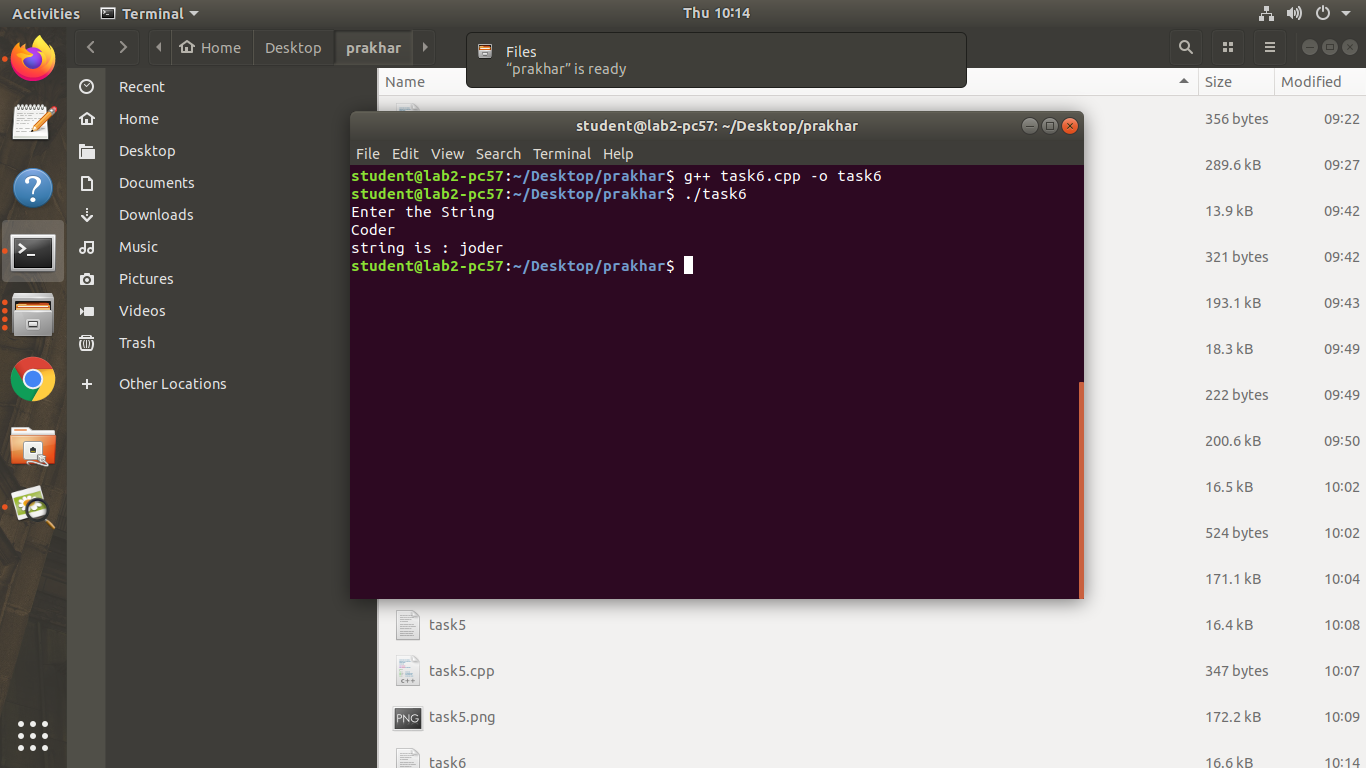 Activities Terminal Thu 10:14
Home Desktop prakhar
Files
“prakhar” is ready
Name Size Modified
Recent
Home
Desktop
Documents
Downloads
Music
Pictures
Videos
Trash
Other Locations
student@lab2-pc57: ~/Desktop/prakhar
File Edit View Search Terminal Help
student@lab2-pc57:~/Desktop/prakhar$ g++ task6.cpp -o task6
student@lab2-pc57:~/Desktop/prakhar$ ./task6
Enter the String
Coder
string is : joder
student@lab2-pc57:~/Desktop/prakhar$
356 bytes 09:22
289.6 kB 09:27
13.9 kB 09:42
321 bytes 09:42
193.1 kB 09:43
18.3 kB 09:49
222 bytes 09:49
200.6 kB 09:50
16.5 kB 10:02
524 bytes 10:02
171.1 kB 10:04
task5 16.4 kB 10:08
C++ task5.cpp 347 bytes 10:07
PNG task5.png 172.2 kB 10:09
task6 16.6 kB 10:14